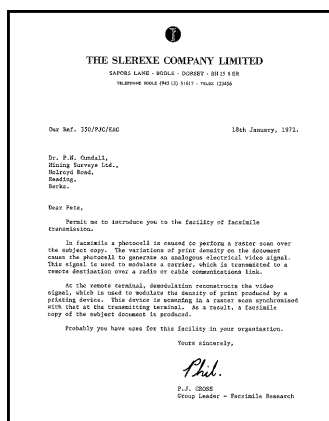 THE SLEREXE COMPANY LIMITED
SAPORS LANE - BOOLE - DORSET - BH 25 8 ER
TELEPHONE BOOLE (945 13) 51617 - TELEX 123456
Our Ref. 350/PJC/EAC 18th January, 1972.
Dr. P.N. Cundall,
Mining Surveys Ltd.,
Holroyd Road,
Reading,
Berks.
Dear Pete,
Permit me to introduce you to the facility of facsimile
transmission.
In facsimile a photocell is caused to perform a raster scan over
the subject copy. The variations of print density on the document
cause the photocell to generate an analogous electrical video signal.
This signal is used to modulate a carrier, which is transmitted to a
remote destination over a radio or cable communications link.
At the remote terminal, demodulation reconstructs the video
signal, which is used to modulate the density of print produced by a
printing device. This device is scanning in a raster scan synchronised
with that at the transmitting terminal. As a result, a facsimile
copy of the subject document is produced.
Probably you have uses for this facility in your organisation.
Yours sincerely,
Phil.
P.J. CROSS
Group Leader - Facsimile Research